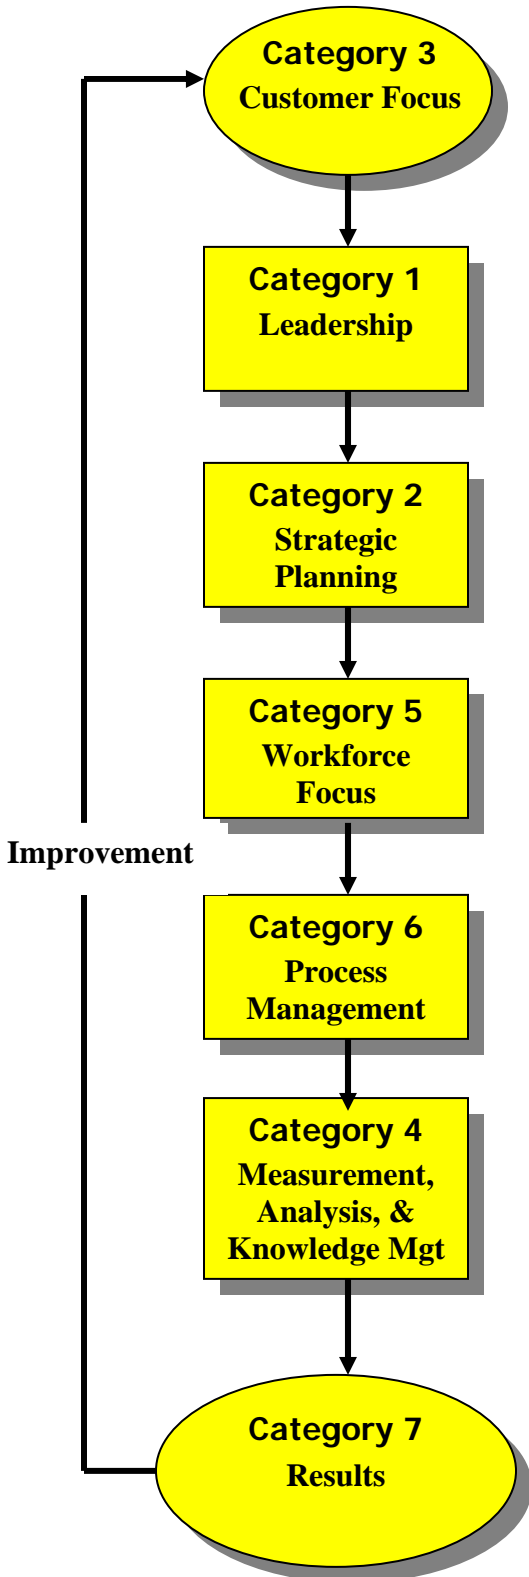 Category 3
Customer Focus
Category 1
Leadership
Category 2
Strategic
Planning
Category 5
Workforce
Focus
Improvement
Category 6
Process
Management
Category 4
Measurement,
Analysis, &
Knowledge Mgt
Category 7
Results